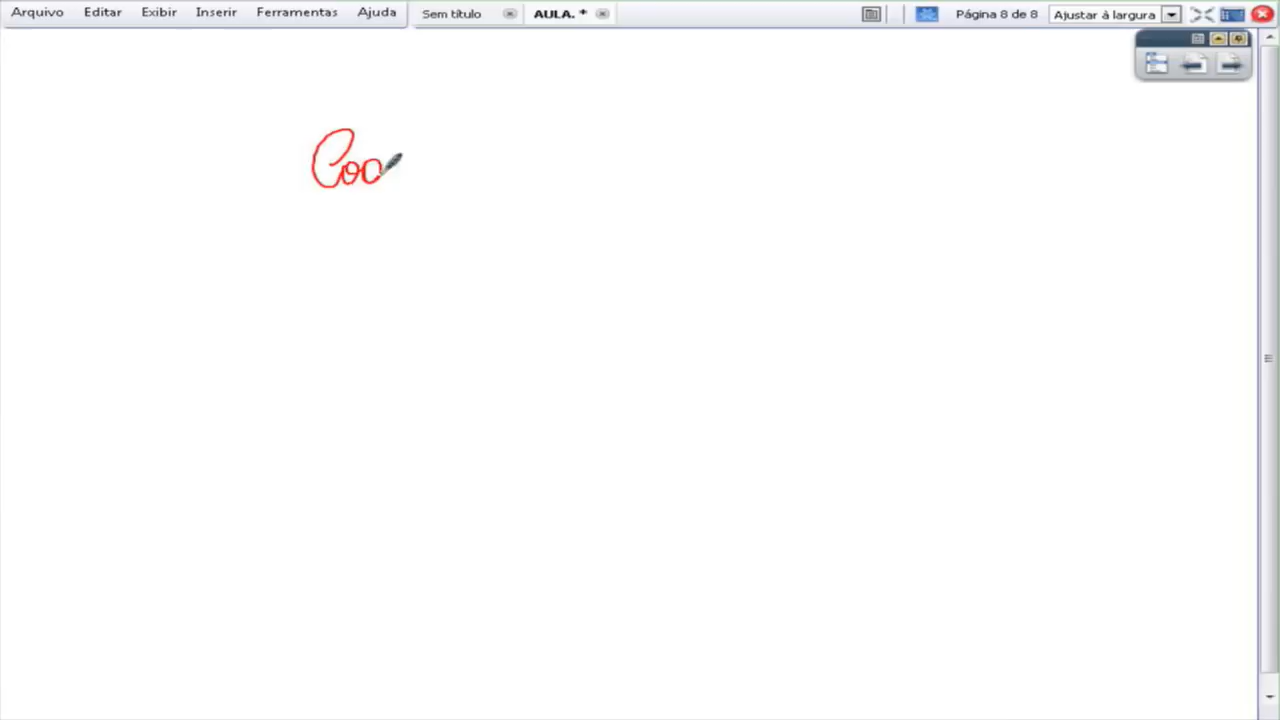 Arquivo Editar Exibir Inserir Ferramentas Ajuda Sem título AULA. * Página 8 de 8 Ajustar à largura
Coo